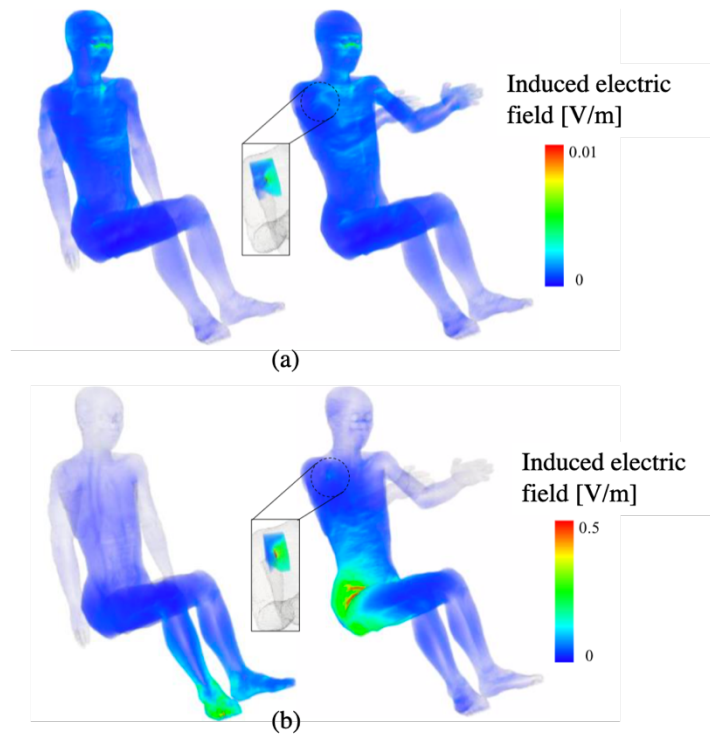 Induced electric
field [V/m]
0.01
0
(a)
Induced electric
field [V/m]
0.5
0
(b)